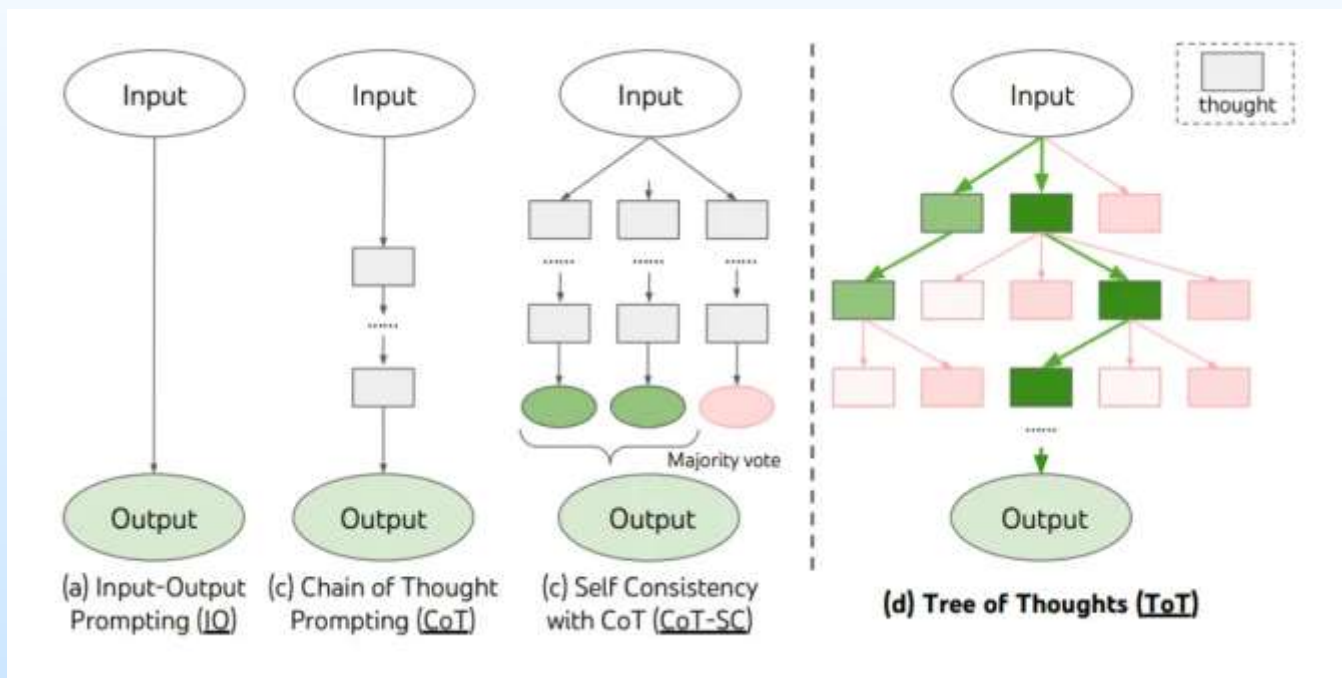 Input
Input
Input
Input
thought
......
......
......
......
......
Majority vote
Output
Output
Output
Output
(a) Input-Output
Prompting (IO)
(c) Chain of Thought
Prompting (CoT)
(c) Self Consistency
with CoT (CoT-SC)
(d) Tree of Thoughts (ToT)